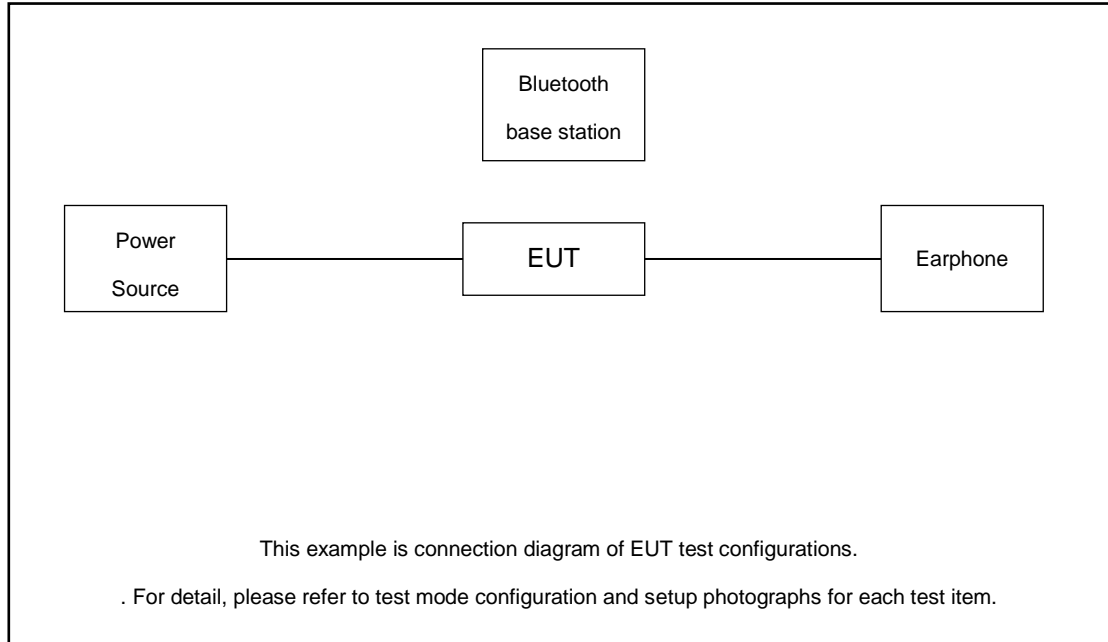 Bluetooth
base station
Power
Source
EUT
Earphone
This example is connection diagram of EUT test configurations.
. For detail, please refer to test mode configuration and setup photographs for each test item.